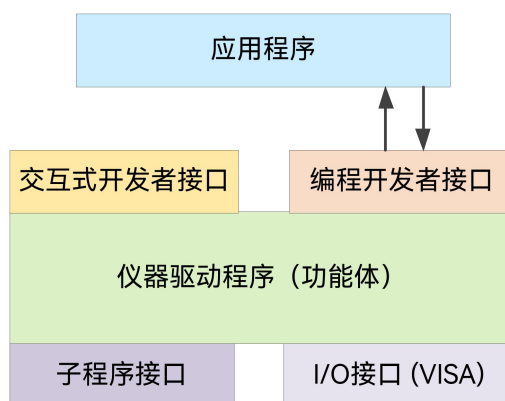 应用程序
交互式开发者接口
编程开发者接口
仪器驱动程序（功能体）
子程序接口
I/O接口 (VISA)